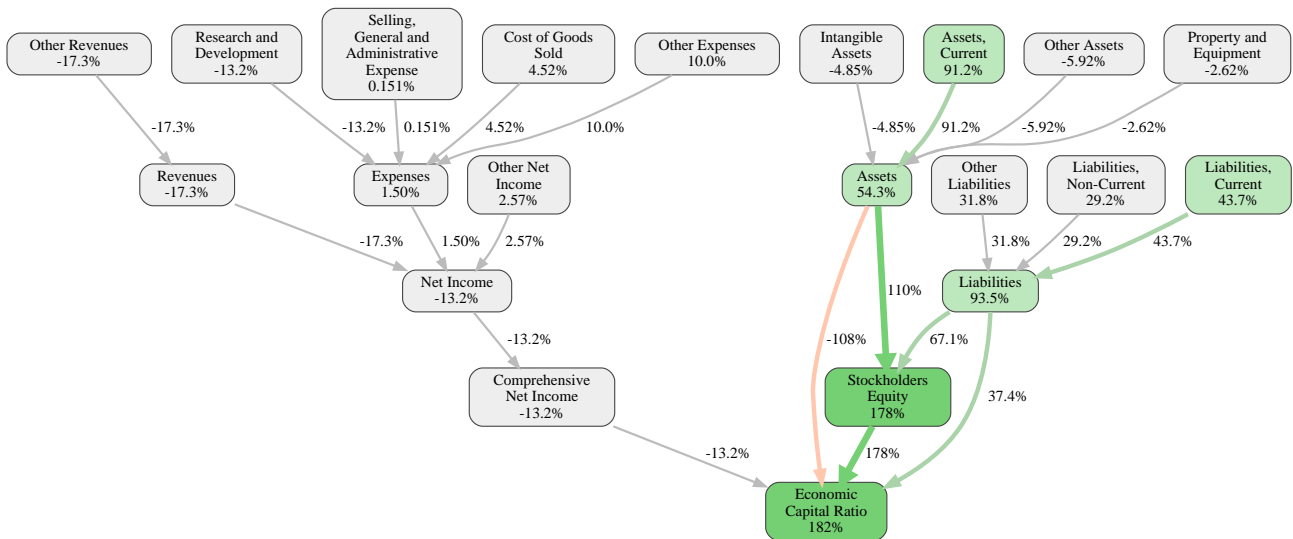 Other Revenues
-17.3%
Research and
Development
-13.2%
Selling,
General and
Administrative
Expense
0.151%
Cost of Goods
Sold
4.52%
Other Expenses
10.0%
Intangible
Assets
-4.85%
Assets,
Current
91.2%
Other Assets
-5.92%
Property and
Equipment
-2.62%
-17.3%
-13.2%
0.151%
4.52%
10.0%
-4.85%
91.2%
-5.92%
-2.62%
Revenues
-17.3%
Expenses
1.50%
Other Net
Income
2.57%
Assets
54.3%
Other
Liabilities
31.8%
Liabilities,
Non-Current
29.2%
Liabilities,
Current
43.7%
-17.3%
1.50%
2.57%
31.8%
29.2%
43.7%
Net Income
-13.2%
110%
Liabilities
93.5%
-13.2%
-108%
67.1%
Comprehensive
Net Income
-13.2%
Stockholders
Equity
178%
37.4%
-13.2%
178%
Economic
Capital Ratio
182%